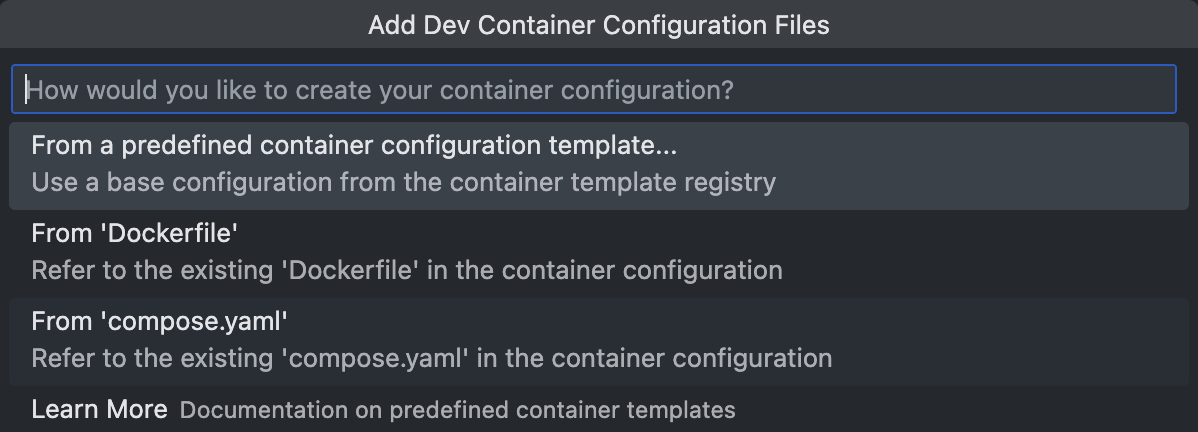 Add Dev Container Configuration Files
How would you like to create your container configuration?
From a predefined container configuration template...
Use a base configuration from the container template registry
From 'Dockerfile'
Refer to the existing 'Dockerfile' in the container configuration
From 'compose.yaml'
Refer to the existing 'compose.yaml' in the container configuration
Learn More Documentation on predefined container templates